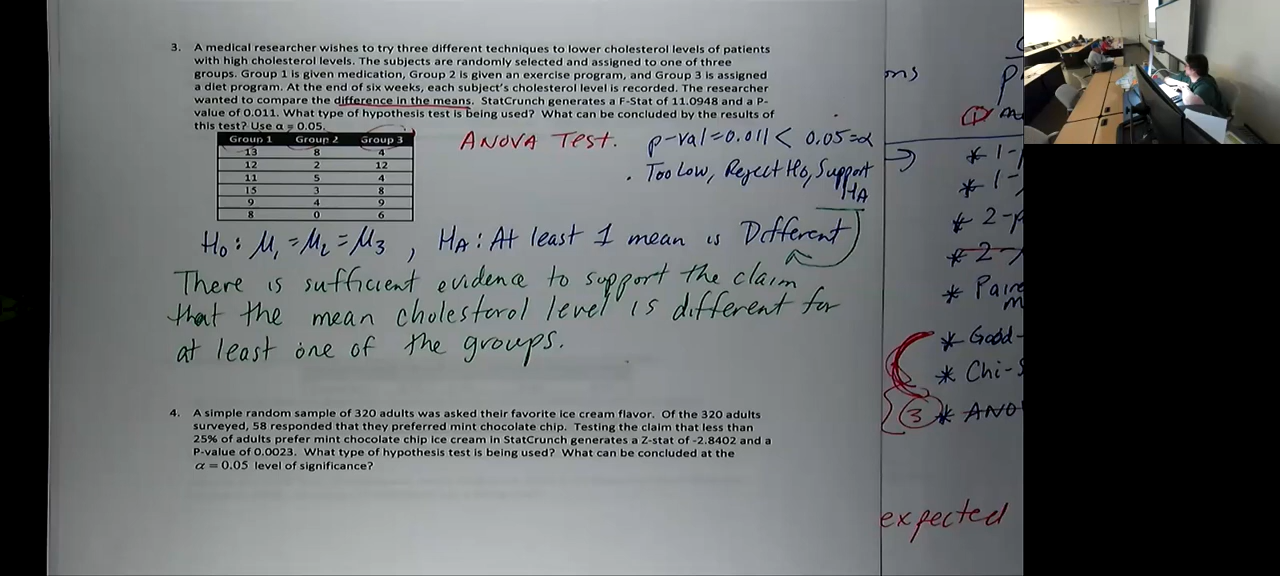 3. A medical researcher wishes to try three different techniques to lower cholesterol levels of patients
with high cholesterol levels. The subjects are randomly selected and assigned to one of three
groups. Group 1 is given medication, Group 2 is given an exercise program, and Group 3 is assigned
a diet program. At the end of six weeks, each subject's cholesterol level is recorded. The researcher
wanted to compare the difference in the means. StatCrunch generates a F-Stat of 11.0948 and a P-
value of 0.011. What type of hypothesis test is being used? What can be concluded by the results of
this test? Use α = 0.05.
Group 1 Group 2 Group 3
13 8 4
12 2 12
11 5 4
15 3 8
9 4 9
8 0 6
ANOVA Test.
p-val=0.011 < 0.05=α
. Too Low, Reject H0, Support
HA
H0: μ1 = μ2 = μ3 , HA: At least 1 mean is Different
There is sufficient evidence to support the claim
that the mean cholesterol level is different for
at least one of the groups.
4. A simple random sample of 320 adults was asked their favorite ice cream flavor. Of the 320 adults
surveyed, 58 responded that they preferred mint chocolate chip. Testing the claim that less than
25% of adults prefer mint chocolate chip ice cream in StatCrunch generates a Z-stat of -2.8402 and a
P-value of 0.0023. What type of hypothesis test is being used? What can be concluded at the
α = 0.05 level of significance?
ons
* 1-
* 1-
* 2-p
* 2-
* Paire
m
* Good-
* Chi-S
3 * ANO
expected